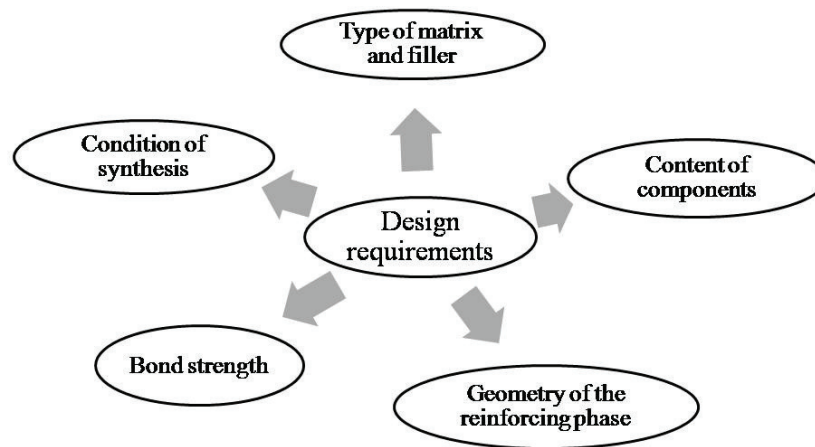 Type of matrix
and filler
Condition of
synthesis
Content of
components
Design
requirements
Bond strength
Geometry of the
reinforcing phase